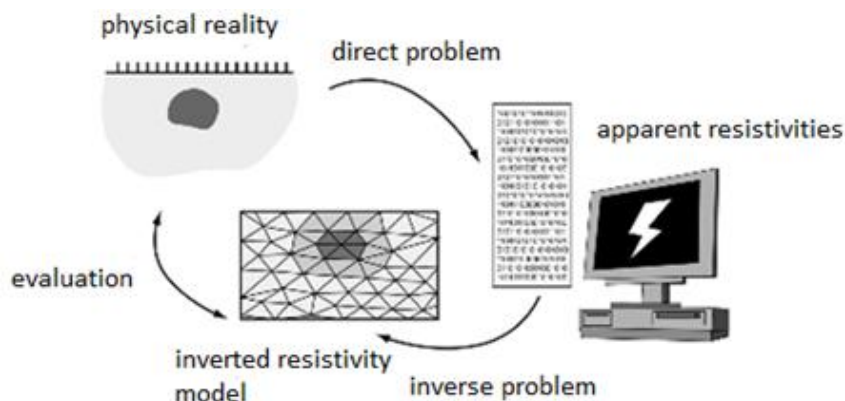 physical reality
direct problem
apparent resistivities
evaluation
inverted resistivity
model
inverse problem